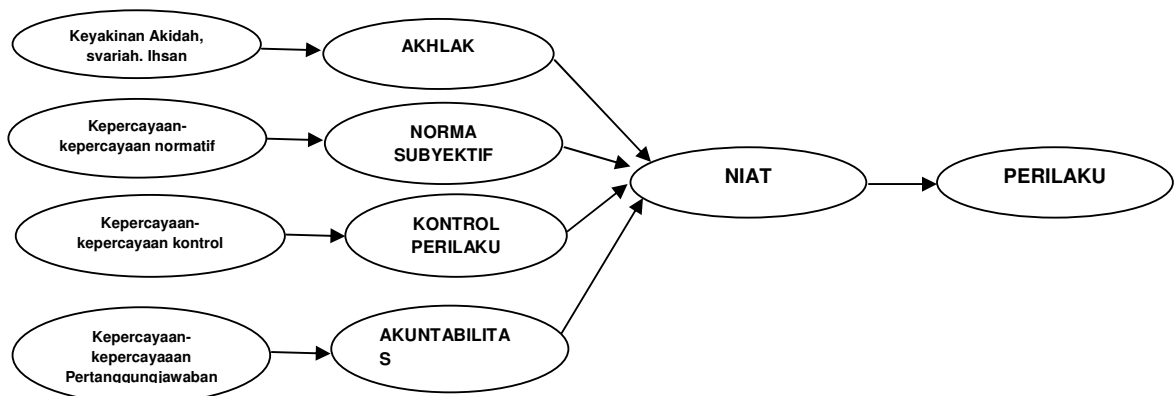 Keyakinan Akidah,
svariah. Ihsan
AKHLAK
Kepercayaan-
kepercayaan normatif
NORMA
SUBYEKTIF
NIAT
PERILAKU
Kepercayaan-
kepercayaan kontrol
KONTROL
PERILAKU
Kepercayaan-
kepercayaaan
Pertanggungjawaban
AKUNTABILITA
S